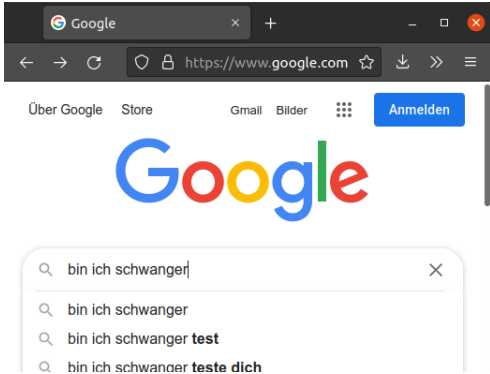 Google
https://www.google.com
Über Google Store Gmail Bilder Anmelden
Google
bin ich schwanger
bin ich schwanger
bin ich schwanger test
bin ich schwanger teste dich